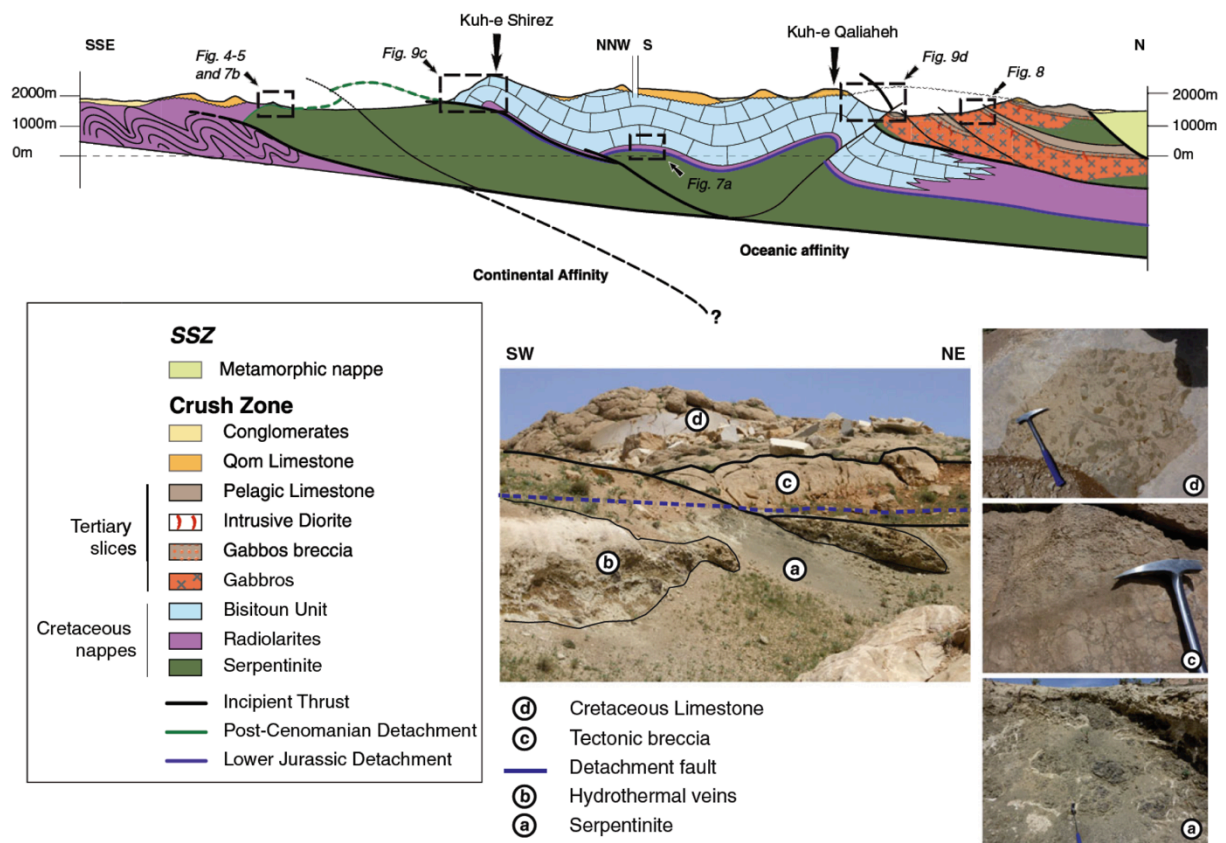 SSE
Fig. 4-5
and 7b
Fig. 9c
Kuh-e Shirez
NNW
S
Kuh-e Qaliaheh
Fig. 9d
Fig. 8
N
2000m
1000m
0m
2000m
1000m
0m
Fig. 7a
Oceanic affinity
Continental Affinity
?
SSZ
Metamorphic nappe
Crush Zone
Conglomerates
Qom Limestone
Pelagic Limestone
Intrusive Diorite
Gabbos breccia
Gabbros
Bisitoun Unit
Radiolarites
Serpentinite
Tertiary
slices
Cretaceous
nappes
Incipient Thrust
Post-Cenomanian Detachment
Lower Jurassic Detachment
SW
NE
d
c
b
a
d Cretaceous Limestone
c Tectonic breccia
Detachment fault
b Hydrothermal veins
a Serpentinite
d
c
a